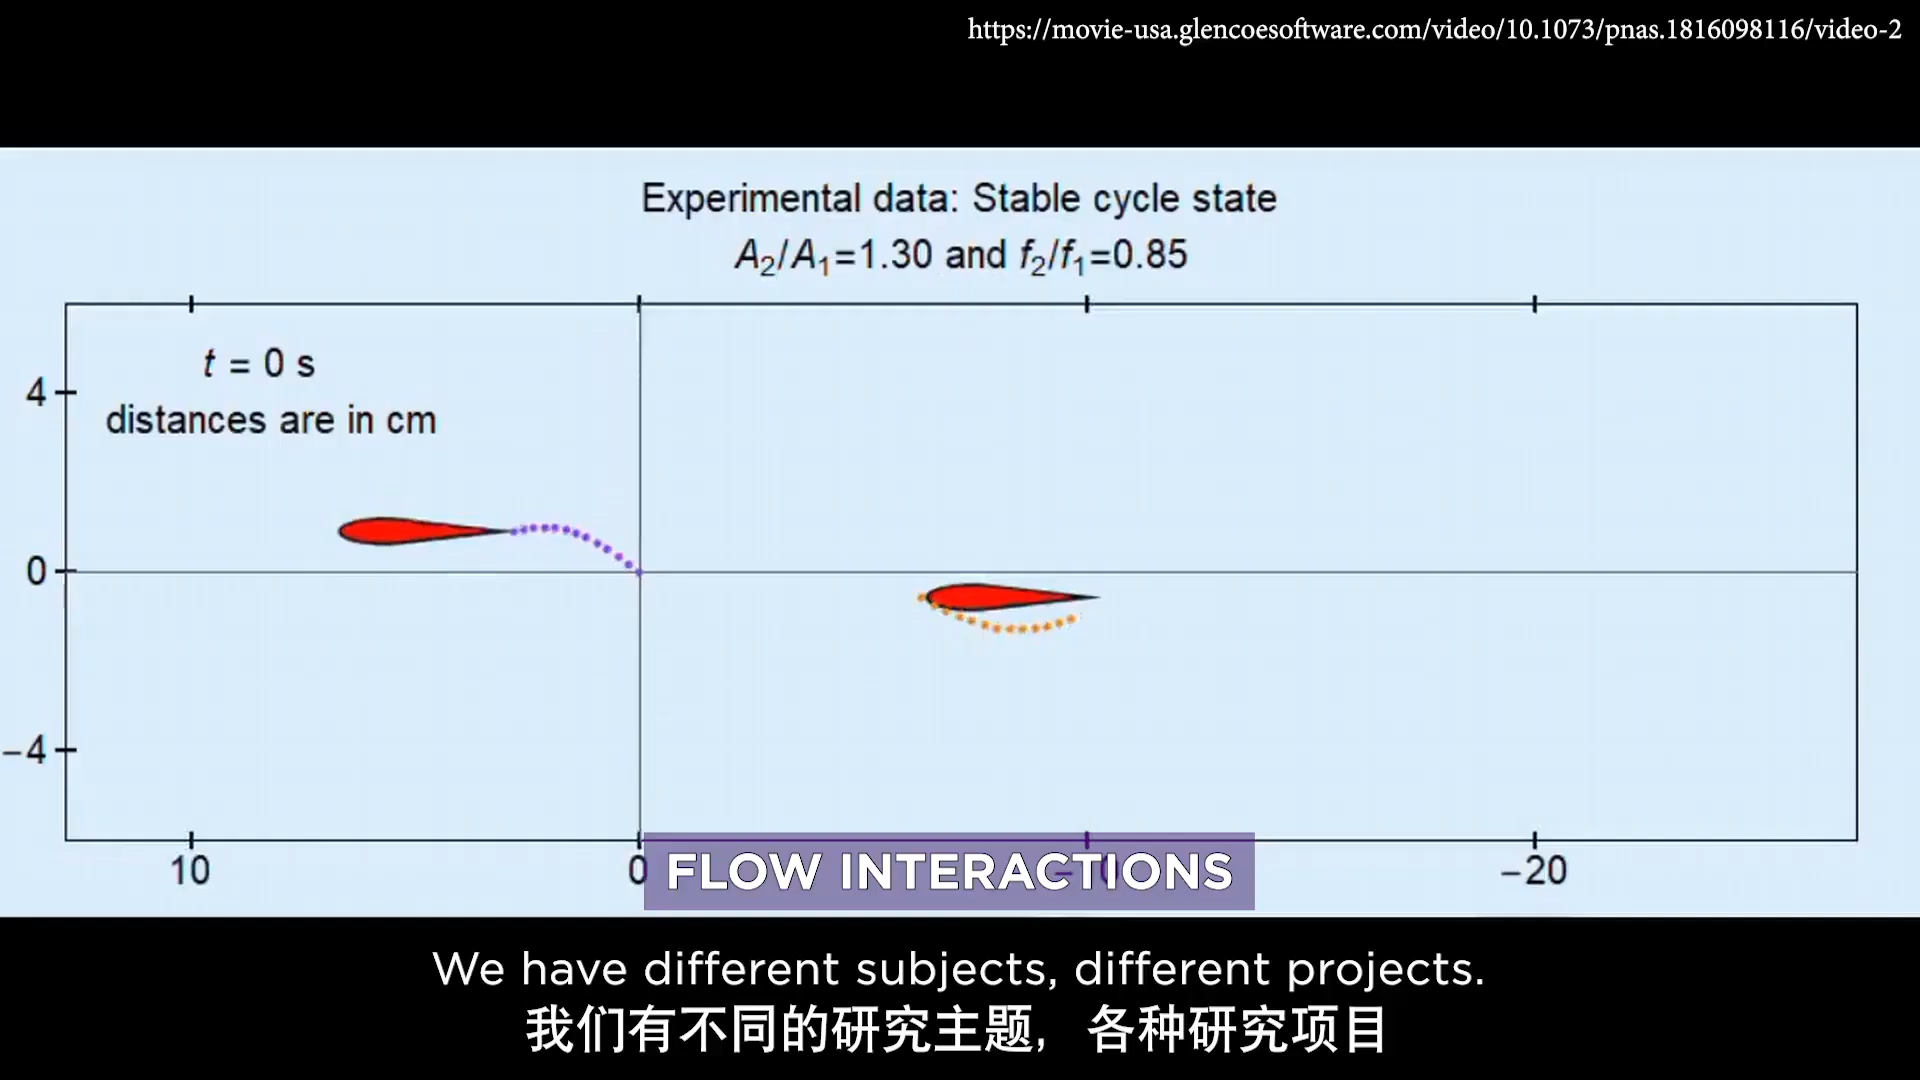 https://movie-usa.glencoesoftware.com/video/10.1073/pnas.1816098116/video-2
Experimental data: Stable cycle state
A₂/A₁=1.30 and f₂/f₁=0.85
t = 0 s
distances are in cm
4
0
−4
10
0
−20
FLOW INTERACTIONS
We have different subjects, different projects.
我们有不同的研究主题，各种研究项目